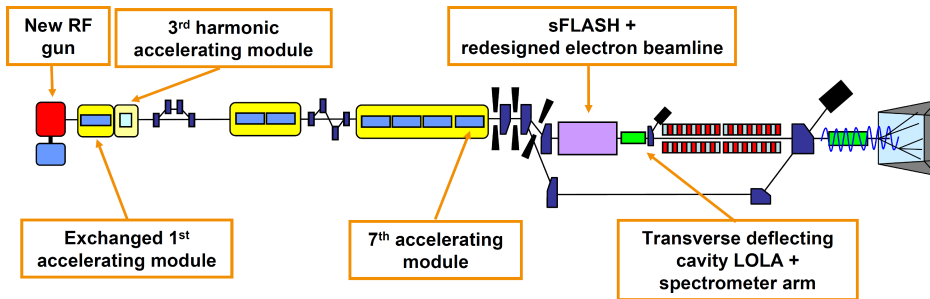 New RF
gun
3rd harmonic
accelerating module
sFLASH +
redesigned electron beamline
Exchanged 1st
accelerating module
7th accelerating
module
Transverse deflecting
cavity LOLA +
spectrometer arm